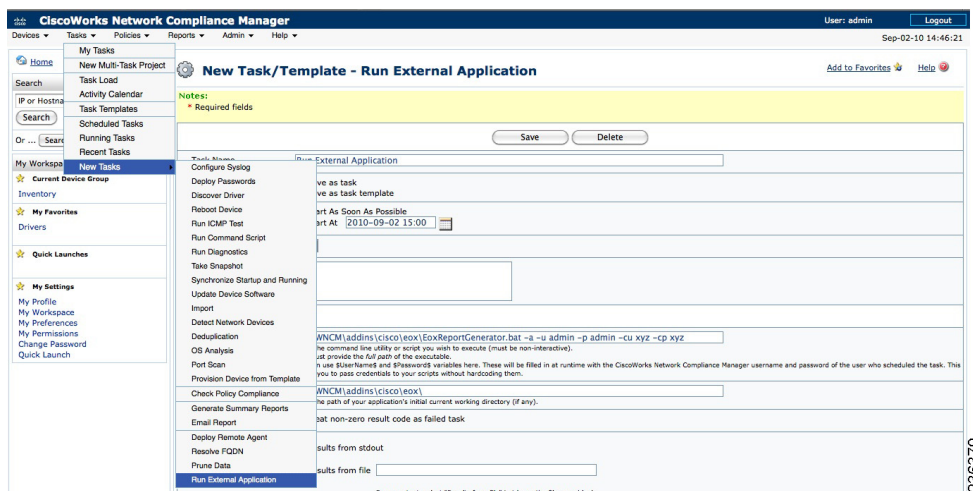 CiscoWorks Network Compliance Manager
User: admin
Logout
Devices Tasks Policies Reports Admin Help
Sep-02-10 14:46:21
My Tasks
New Multi-Task Project
Task Load
Activity Calendar
Task Templates
Scheduled Tasks
Running Tasks
Recent Tasks
New Tasks
Home
Search
IP or Hostna
Search
Or ... Sear
My Workspa
Current Device Group
Inventory
My Favorites
Drivers
Quick Launches
My Settings
My Profile
My Workspace
My Preferences
My Permissions
Change Password
Quick Launch
Configure Syslog
Deploy Passwords
Discover Driver
Reboot Device
Run ICMP Test
Run Command Script
Run Diagnostics
Take Snapshot
Synchronize Startup and Running
Update Device Software
Import
Detect Network Devices
Deduplication
OS Analysis
Port Scan
Provision Device from Template
Check Policy Compliance
Generate Summary Reports
Email Report
Deploy Remote Agent
Resolve FQDN
Prune Data
Run External Application
New Task/Template - Run External Application
Add to Favorites Help
Notes:
* Required fields
Save Delete
Task Name Run External Application
ve as task
ve as task template
art As Soon As Possible
art At 2010-09-02 15:00
WNCM\addins\cisco\eox\EoxReportGenerator.bat -a -u admin -p admin -cu xyz -cp xyz
he command line utility or script you wish to execute (must be non-interactive).
ust provide the full path of the executable.
n use $UserName$ and $Password$ variables here. These will be filled in at runtime with the CiscoWorks Network Compliance Manager username and password of the user who scheduled the task. This
you to pass credentials to your scripts without hardcoding them.
WNCM\addins\cisco\eox\
he path of your application's initial current working directory (if any).
eat non-zero result code as failed task
sults from stdout
sults from file